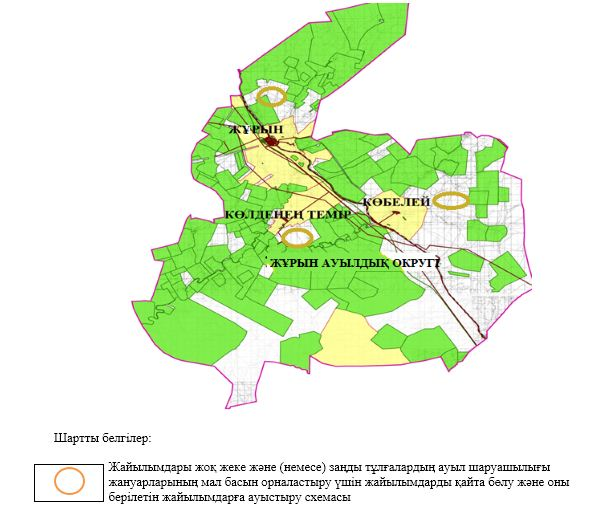 ЖҰРЫН
КӨБЕЛЕЙ
КӨЛДЕНЕҢ ТЕМІР
ЖҰРЫН АУЫЛДЫҚ ОКРУГІ
Шартты белгілер:
Жайылымдары жоқ жеке және (немесе) заңды тұлғалардың ауыл шаруашылығы
жануарларының мал басын орналастыру үшін жайылымдарды қайта бөлу және оны
берілетін жайылымдарға ауыстыру схемасы